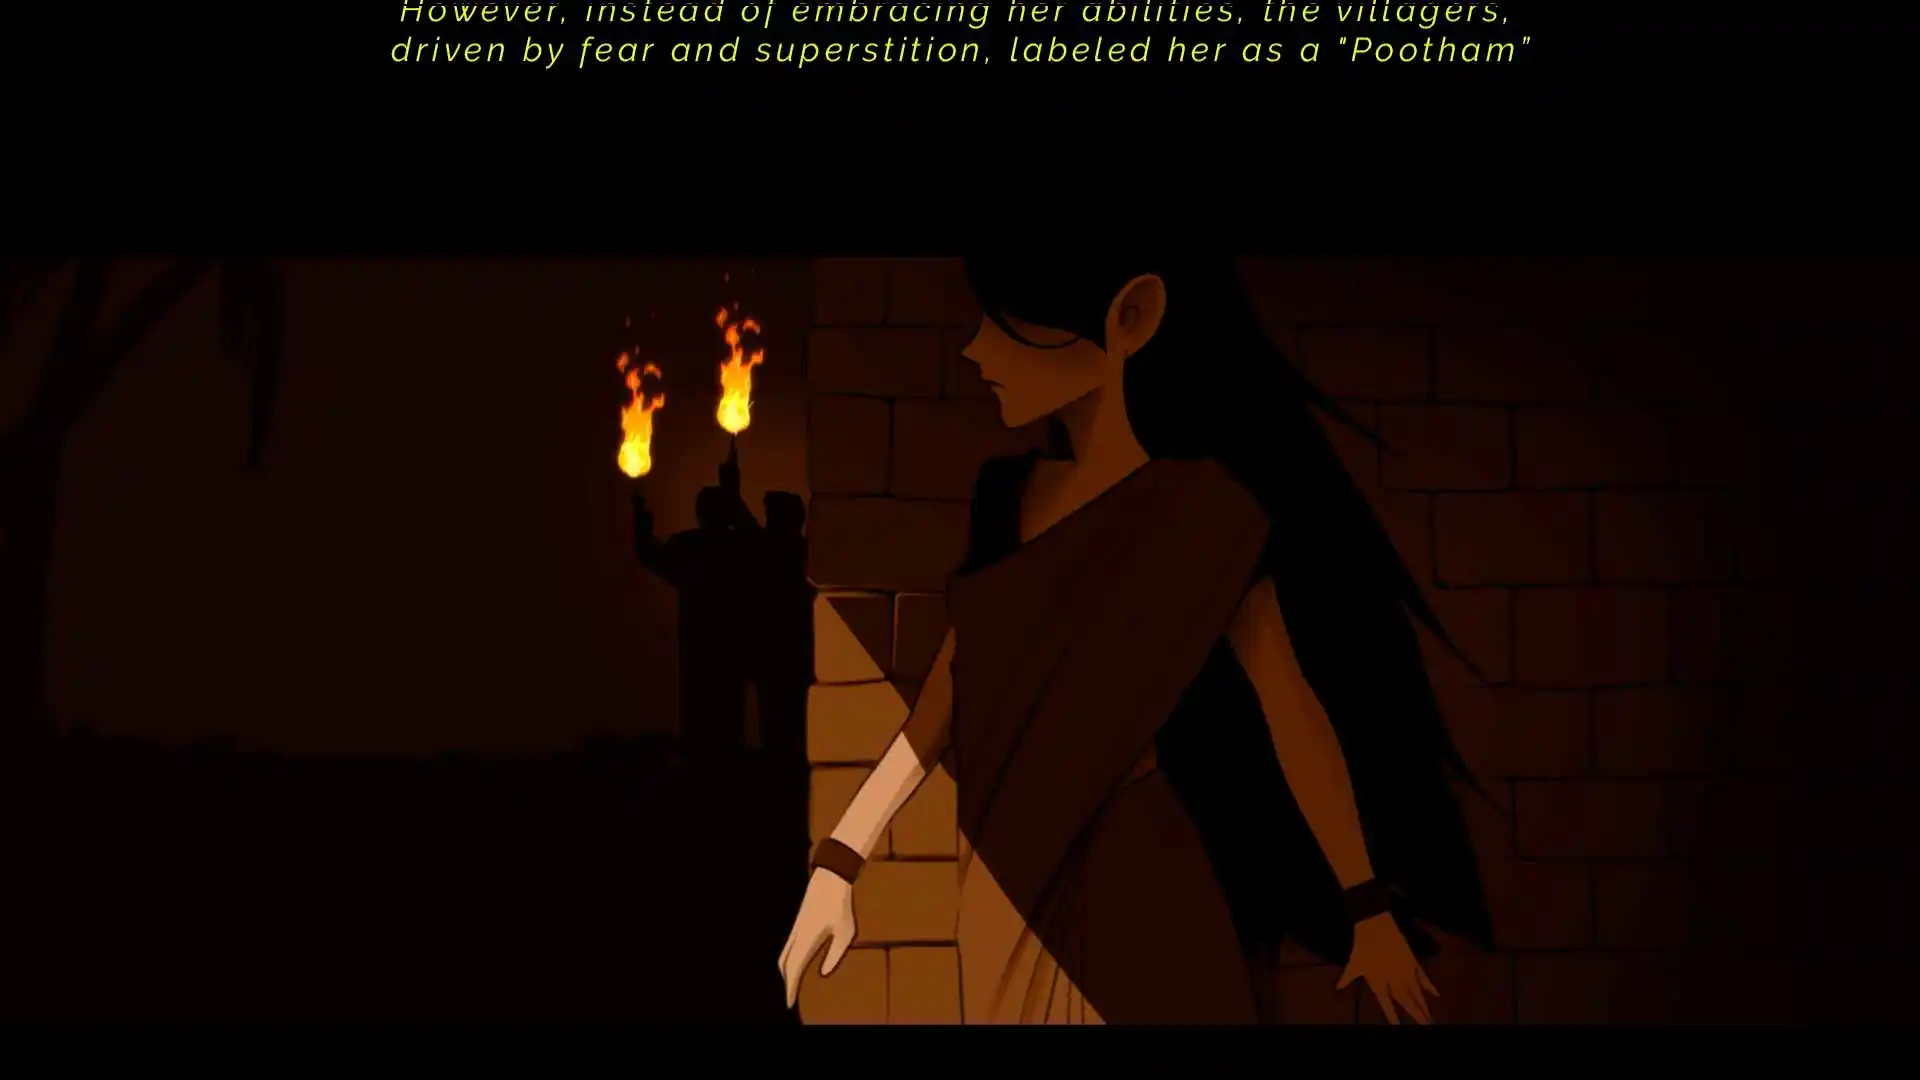 However, instead of embracing her abilities, the villagers,
driven by fear and superstition, labeled her as a "Pootham"